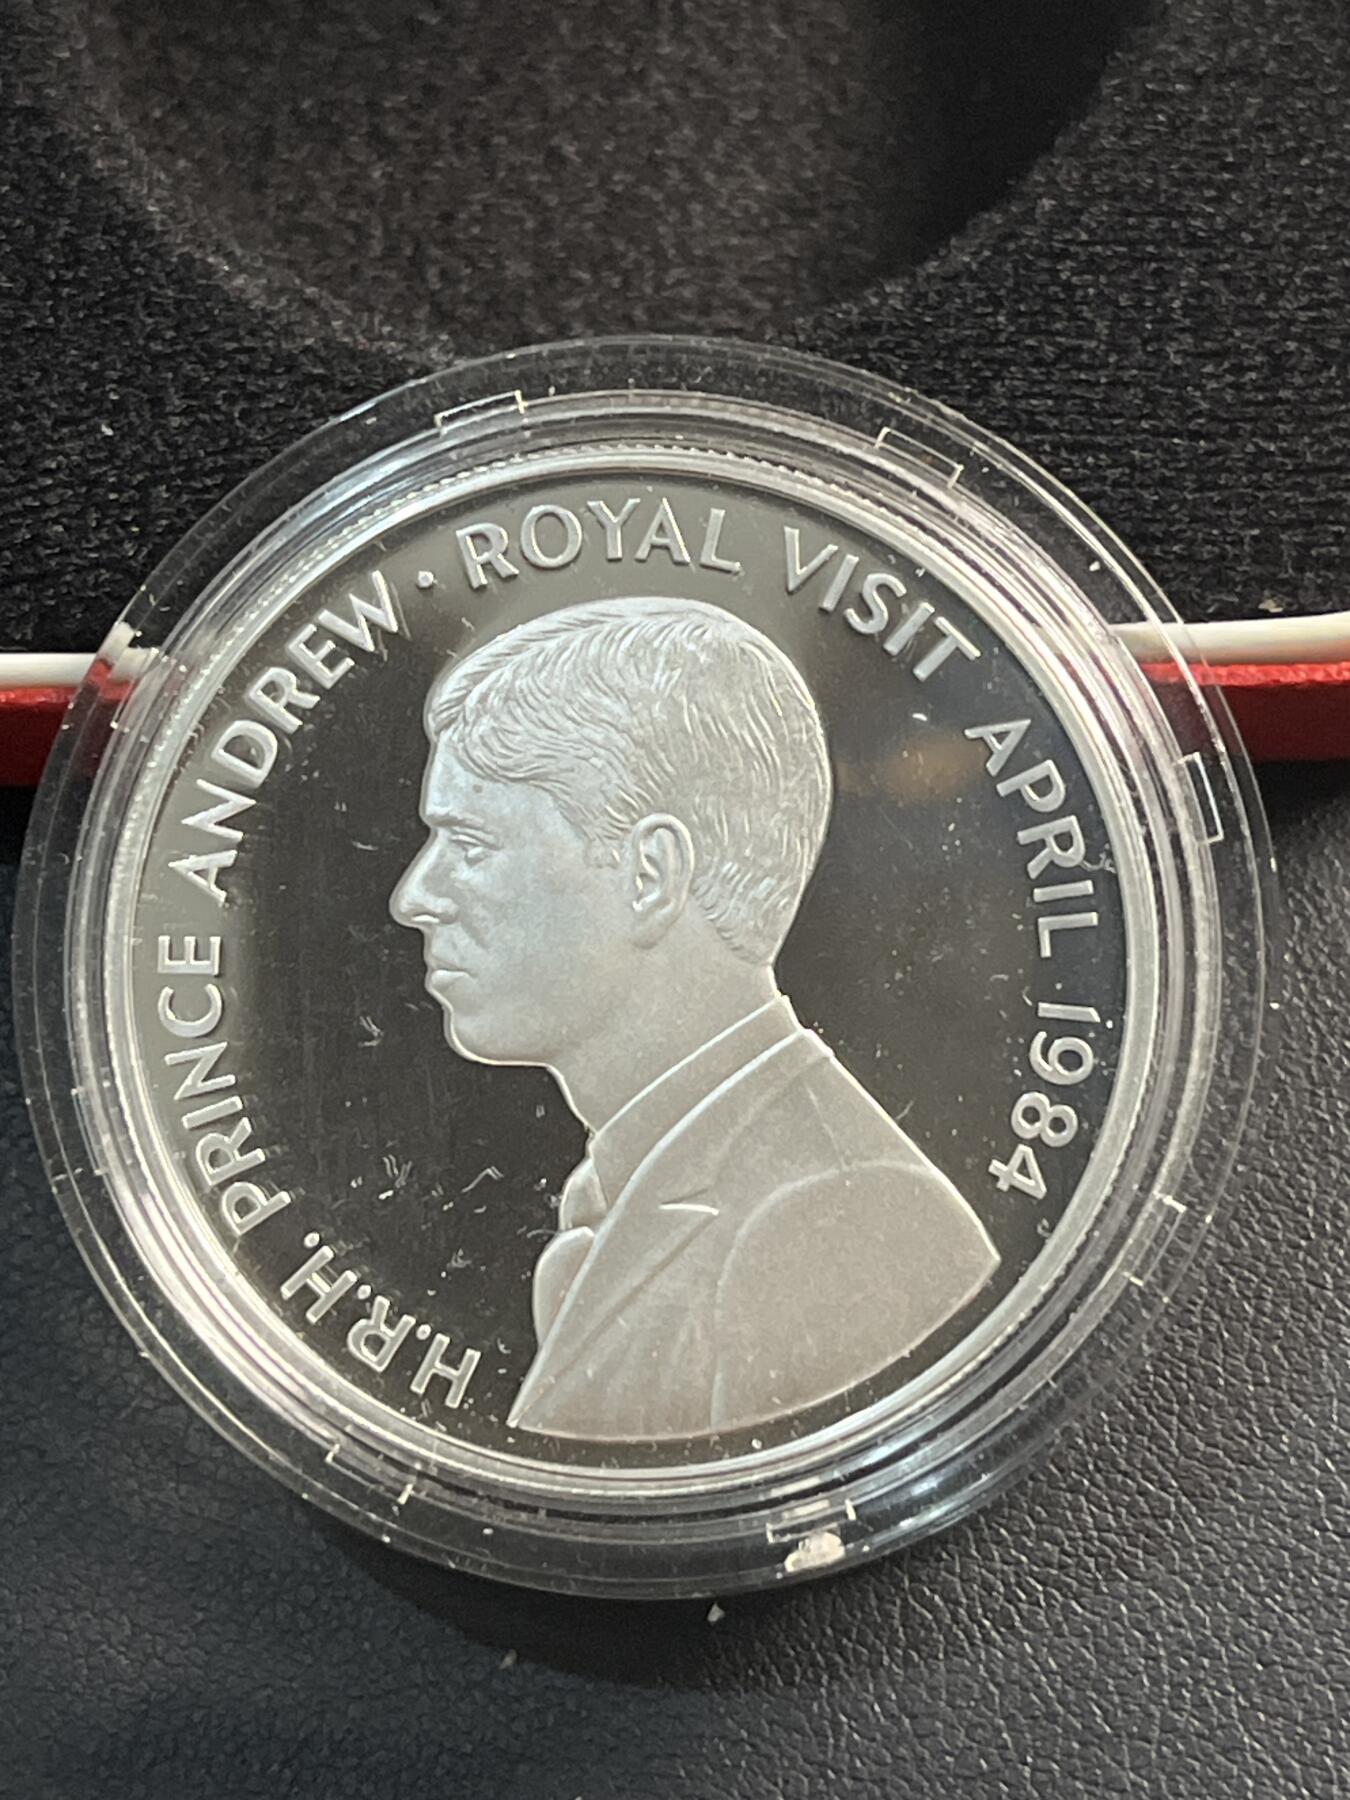 H.R.H. PRINCE ANDREW · ROYAL VISIT APRIL 1984